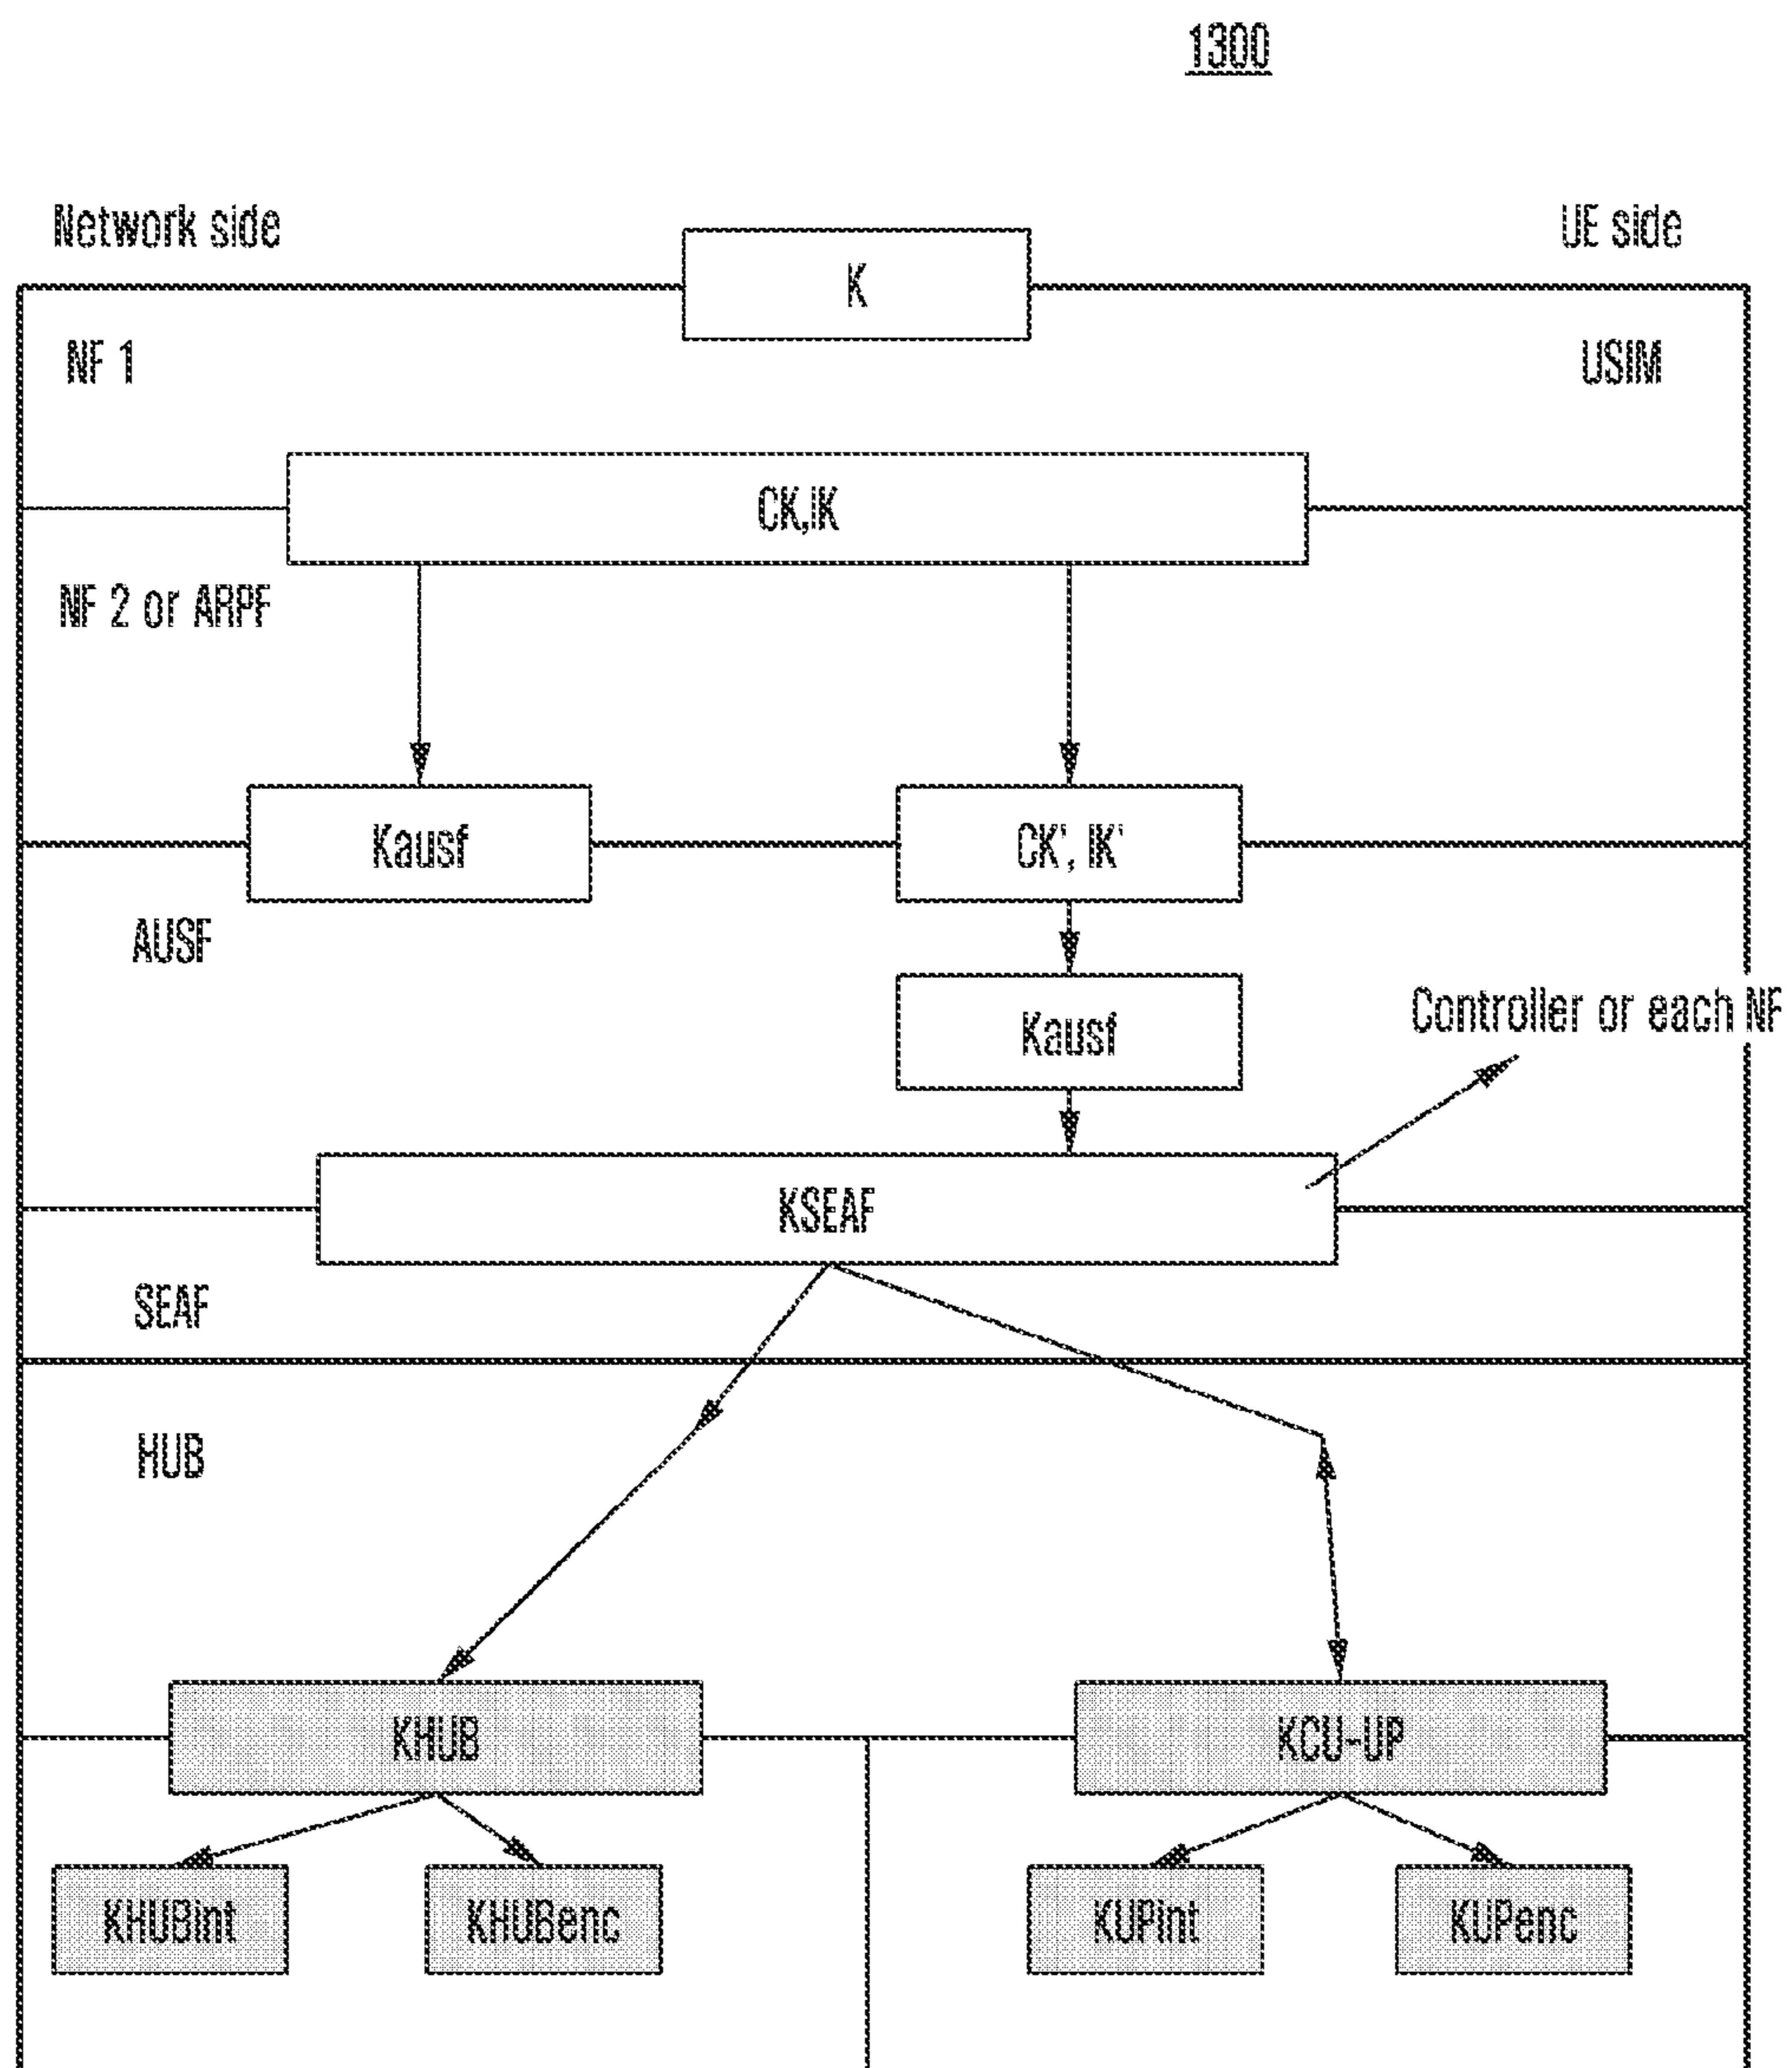 1300
Network side
UE side
K
NF 1
USIM
CK,IK
NF 2 or ARPF
Kausf
CK', IK'
AUSF
Kausf
Controller or each NF
KSEAF
SEAF
HUB
KHUB
KCU-UP
KHUBint
KHUBenc
KUPint
KUPenc